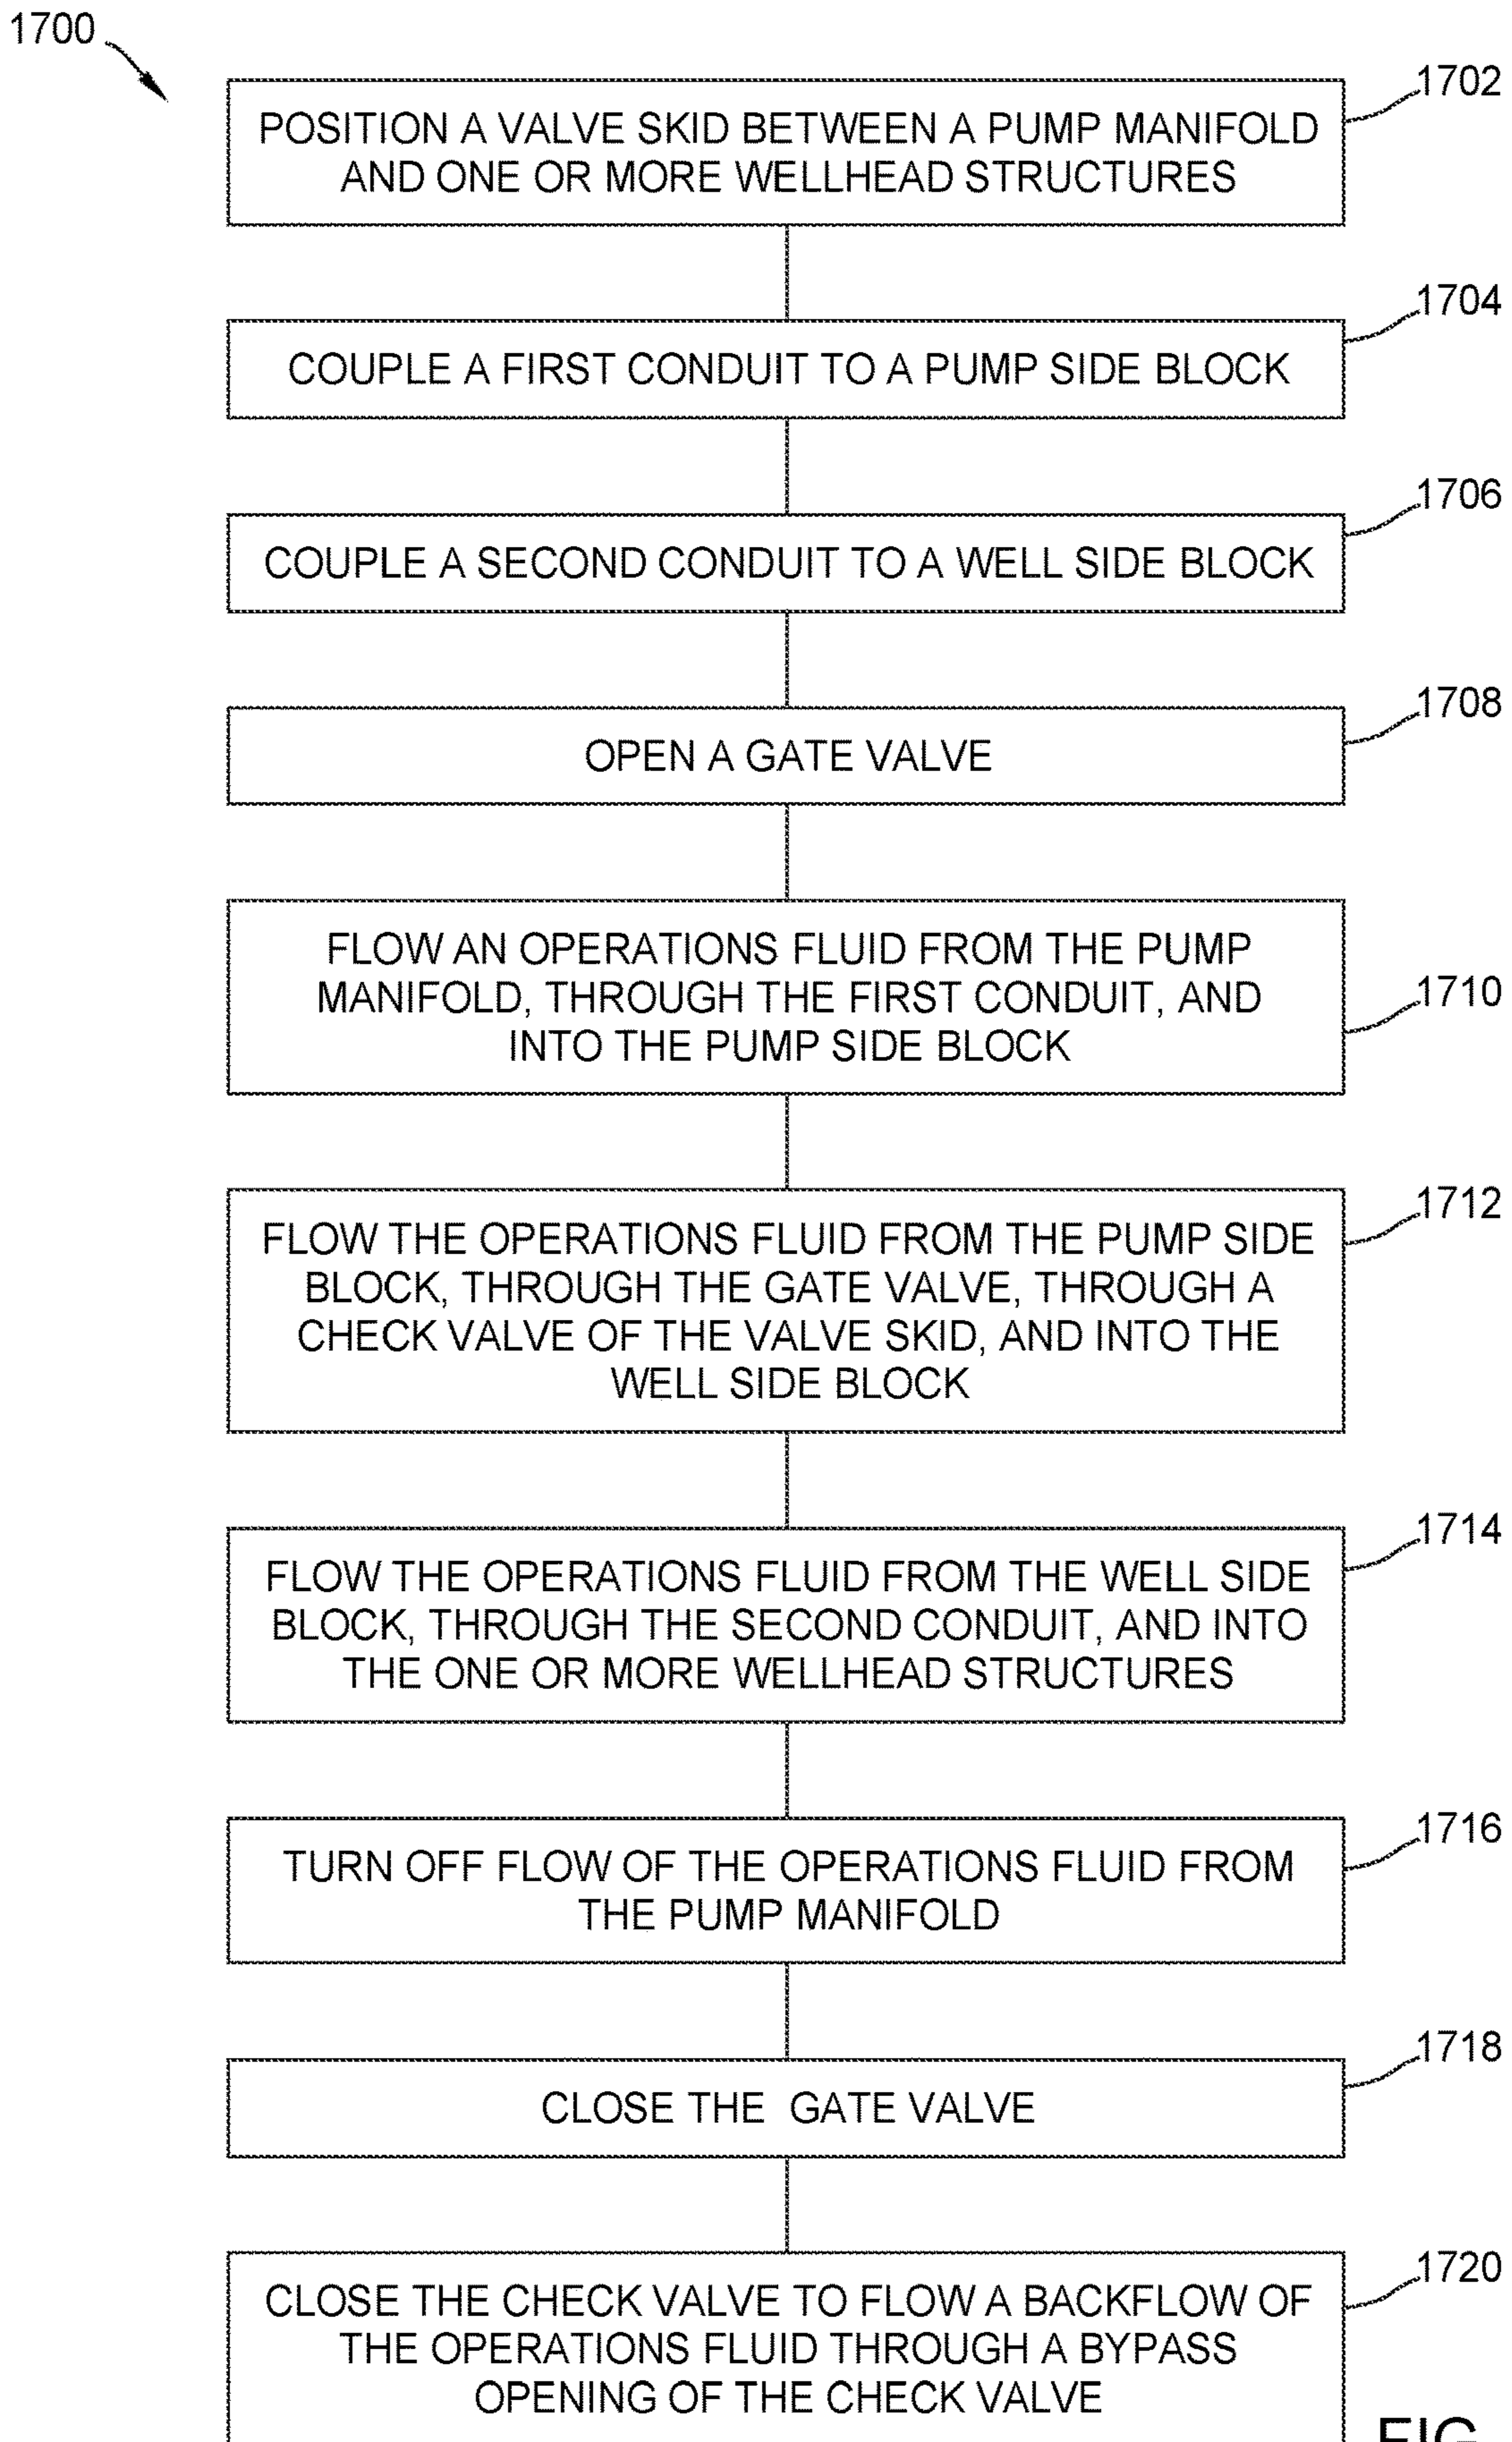 1700
1702
POSITION A VALVE SKID BETWEEN A PUMP MANIFOLD
AND ONE OR MORE WELLHEAD STRUCTURES
1704
COUPLE A FIRST CONDUIT TO A PUMP SIDE BLOCK
1706
COUPLE A SECOND CONDUIT TO A WELL SIDE BLOCK
1708
OPEN A GATE VALVE
FLOW AN OPERATIONS FLUID FROM THE PUMP
MANIFOLD, THROUGH THE FIRST CONDUIT, AND
INTO THE PUMP SIDE BLOCK
1710
1712
FLOW THE OPERATIONS FLUID FROM THE PUMP SIDE
BLOCK, THROUGH THE GATE VALVE, THROUGH A
CHECK VALVE OF THE VALVE SKID, AND INTO THE
WELL SIDE BLOCK
1714
FLOW THE OPERATIONS FLUID FROM THE WELL SIDE
BLOCK, THROUGH THE SECOND CONDUIT, AND INTO
THE ONE OR MORE WELLHEAD STRUCTURES
1716
TURN OFF FLOW OF THE OPERATIONS FLUID FROM
THE PUMP MANIFOLD
1718
CLOSE THE GATE VALVE
1720
CLOSE THE CHECK VALVE TO FLOW A BACKFLOW OF
THE OPERATIONS FLUID THROUGH A BYPASS
OPENING OF THE CHECK VALVE
FIG